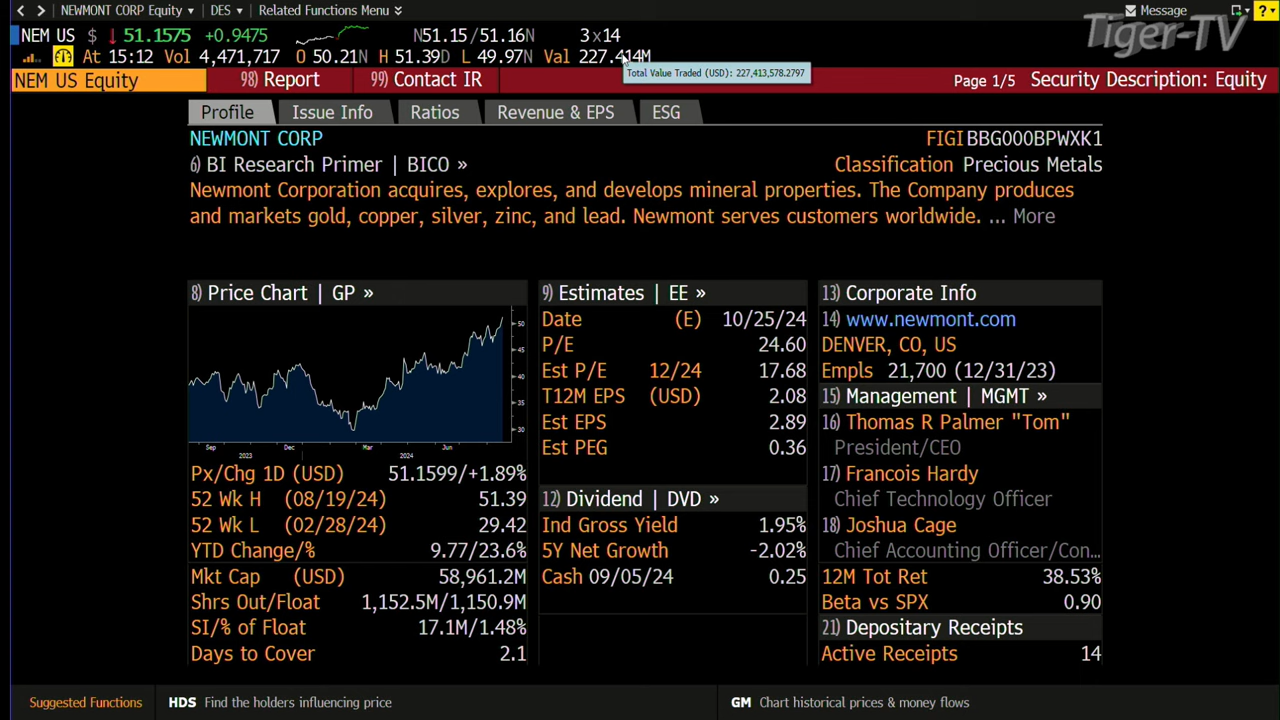 NEWMONT CORP Equity ▾ DES ▾ Related Functions Menu Message
Tiger-TV
NEM US $ ↓ 51.1575 +0.9475 N51.15/51.16N 3x14
At 15:12 Vol 4,471,717 O 50.21N H 51.39D L 49.97N Val 227.414M
Total Value Traded (USD): 227,413,578.2797
NEM US Equity 98) Report 99) Contact IR Page 1/5 Security Description: Equity
Profile Issue Info Ratios Revenue & EPS ESG
NEWMONT CORP FIGI BBG000BPWXK1
6) BI Research Primer | BICO » Classification Precious Metals
Newmont Corporation acquires, explores, and develops mineral properties. The Company produces
and markets gold, copper, silver, zinc, and lead. Newmont serves customers worldwide. ... More
8) Price Chart | GP »
50
45
40
35
30
Sep Dec Mar Jun
2023 2024
Px/Chg 1D (USD) 51.1599/+1.89%
52 Wk H (08/19/24) 51.39
52 Wk L (02/28/24) 29.42
YTD Change/% 9.77/23.6%
Mkt Cap (USD) 58,961.2M
Shrs Out/Float 1,152.5M/1,150.9M
SI/% of Float 17.1M/1.48%
Days to Cover 2.1
9) Estimates | EE »
Date (E) 10/25/24
P/E 24.60
Est P/E 12/24 17.68
T12M EPS (USD) 2.08
Est EPS 2.89
Est PEG 0.36
12) Dividend | DVD »
Ind Gross Yield 1.95%
5Y Net Growth -2.02%
Cash 09/05/24 0.25
13) Corporate Info
14) www.newmont.com
DENVER, CO, US
Empls 21,700 (12/31/23)
15) Management | MGMT »
16) Thomas R Palmer "Tom"
President/CEO
17) Francois Hardy
Chief Technology Officer
18) Joshua Cage
Chief Accounting Officer/Con...
12M Tot Ret 38.53%
Beta vs SPX 0.90
21) Depositary Receipts
Active Receipts 14
Suggested Functions HDS Find the holders influencing price GM Chart historical prices & money flows